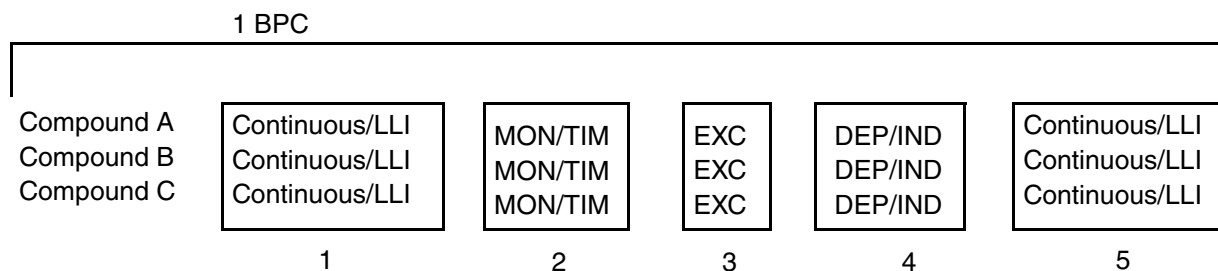 1 BPC
Compound A Continuous/LLI MON/TIM EXC DEP/IND Continuous/LLI
Compound B Continuous/LLI MON/TIM EXC DEP/IND Continuous/LLI
Compound C Continuous/LLI MON/TIM EXC DEP/IND Continuous/LLI
1 2 3 4 5